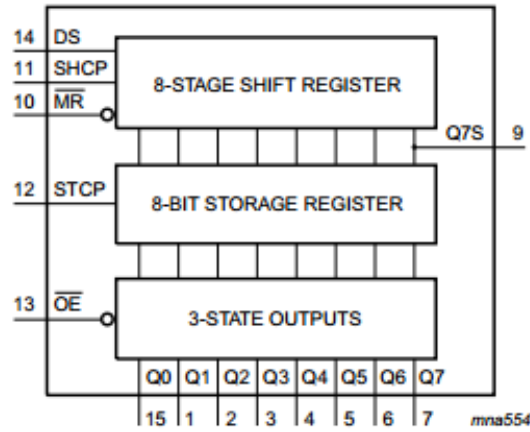 14 DS
11 SHCP
10 MR
8-STAGE SHIFT REGISTER
Q7S 9
12 STCP
8-BIT STORAGE REGISTER
13 OE
3-STATE OUTPUTS
Q0 Q1 Q2 Q3 Q4 Q5 Q6 Q7
15 1 2 3 4 5 6 7 mna554